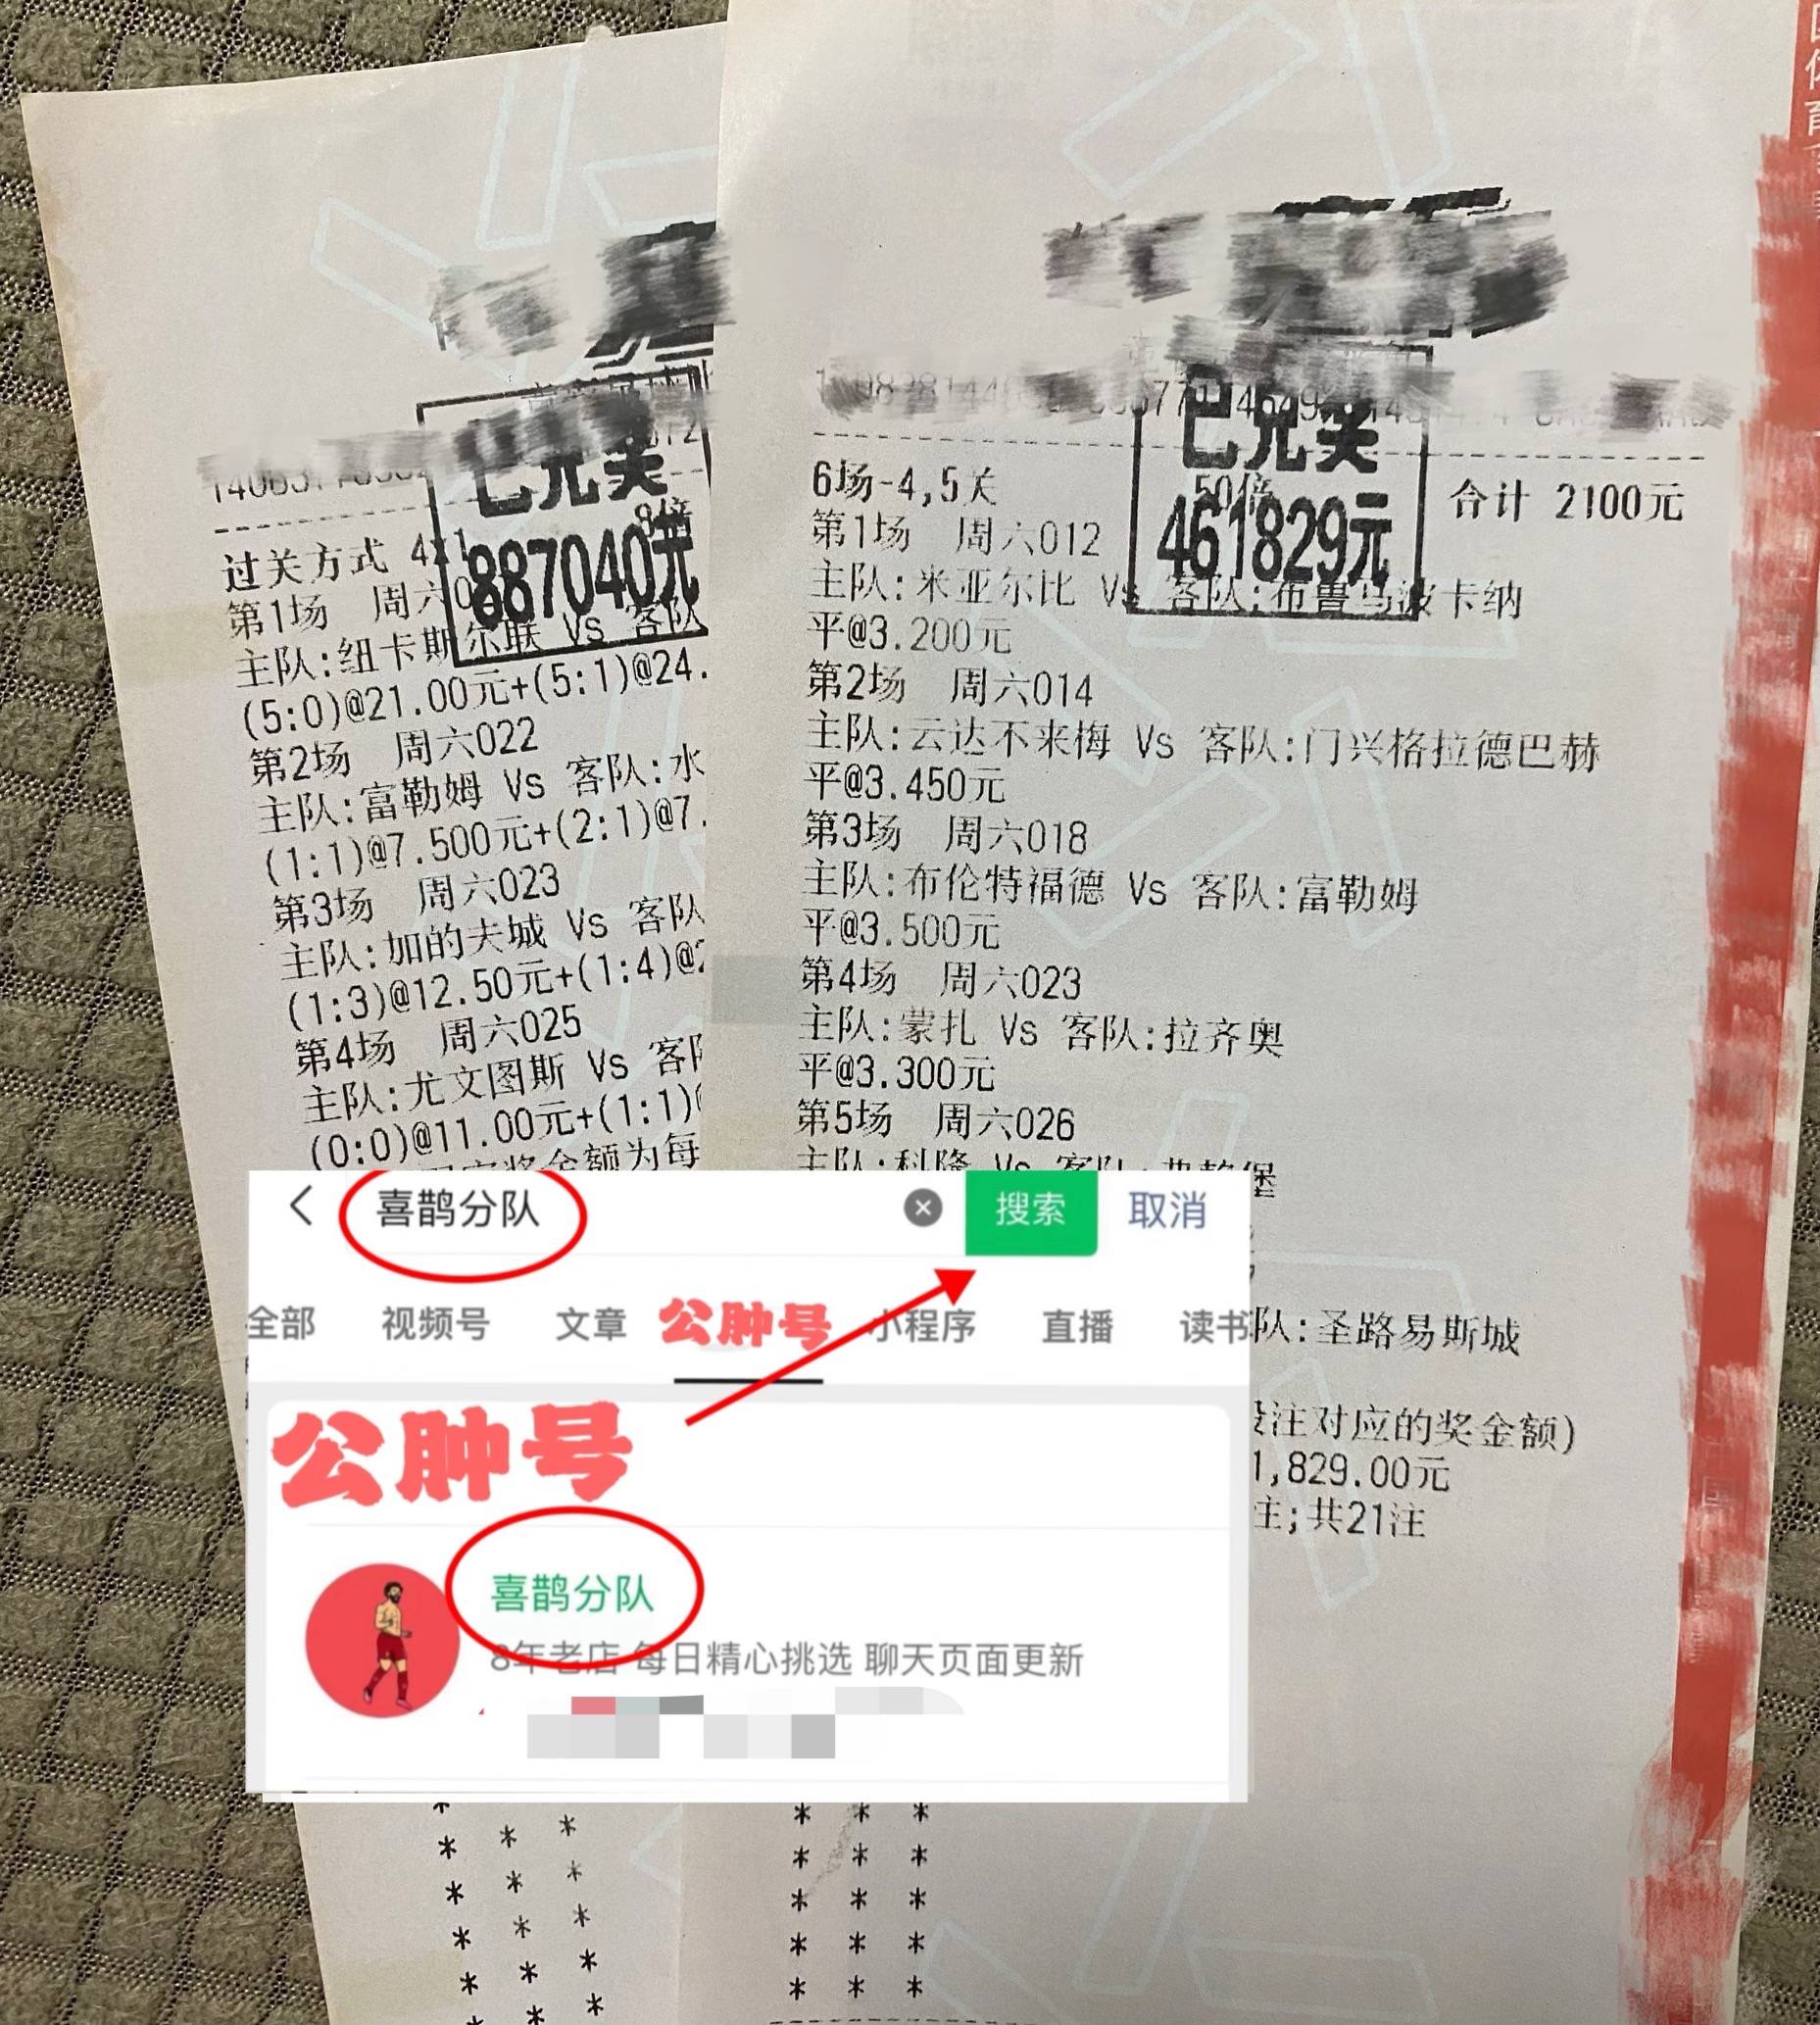 已兑奖
8倍
887040元
过关方式 4x1
第1场 周六0
主队:纽卡斯尔联 Vs 客队
(5:0)@21.00元+(5:1)@24.
第2场 周六022
主队:富勒姆 Vs 客队:水
(1:1)@7.500元+(2:1)@7.
第3场 周六023
主队:加的夫城 Vs 客队
(1:3)@12.50元+(1:4)@
第4场 周六025
主队:尤文图斯 Vs 客
(0:0)@11.00元+(1:1)
奖金额为每
已兑奖
461829元
6场-4,5关 50倍 合计 2100元
第1场 周六012
主队:米亚尔比 Vs 客队:布鲁马波卡纳
平@3.200元
第2场 周六014
主队:云达不来梅 Vs 客队:门兴格拉德巴赫
平@3.450元
第3场 周六018
主队:布伦特福德 Vs 客队:富勒姆
平@3.500元
第4场 周六023
主队:蒙扎 Vs 客队:拉齐奥
平@3.300元
第5场 周六026
主队:科隆 Vs 客队:弗赖堡
队:圣路易斯城
投注对应的奖金额)
1,829.00元
注;共21注
喜鹊分队 搜索 取消
全部 视频号 文章 公肿号 小程序 直播 读书
公肿号
喜鹊分队
8年老店 每日精心挑选 聊天页面更新